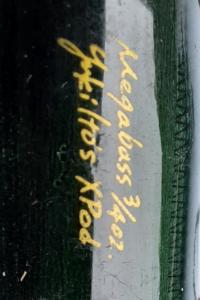 Megabass 3/4oz.
Yuki Ito's XPod